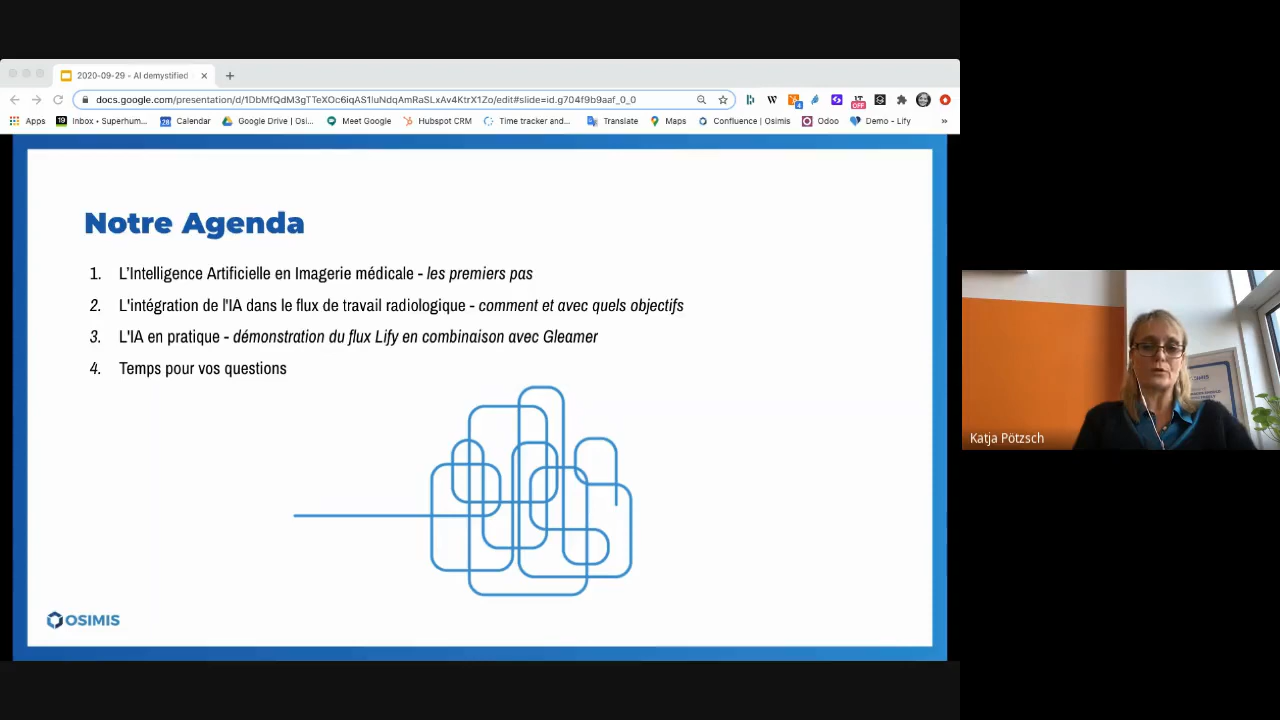 2020-09-29 - AI demystified
docs.google.com/presentation/d/1DbMfQdM3gTTeXOc6iqAS1luNdqAmRaSLxAv4KtrX1Zo/edit#slide=id.g704f9b9aaf_0_0
Apps Inbox • Superhum... Calendar Google Drive | Osi... Meet Google Hubspot CRM Time tracker and... Translate Maps Confluence | Osimis Odoo Demo - Lify »
Notre Agenda
1. L'Intelligence Artificielle en Imagerie médicale - les premiers pas
2. L'intégration de l'IA dans le flux de travail radiologique - comment et avec quels objectifs
3. L'IA en pratique - démonstration du flux Lify en combinaison avec Gleamer
4. Temps pour vos questions
OSIMIS
Katja Pötzsch